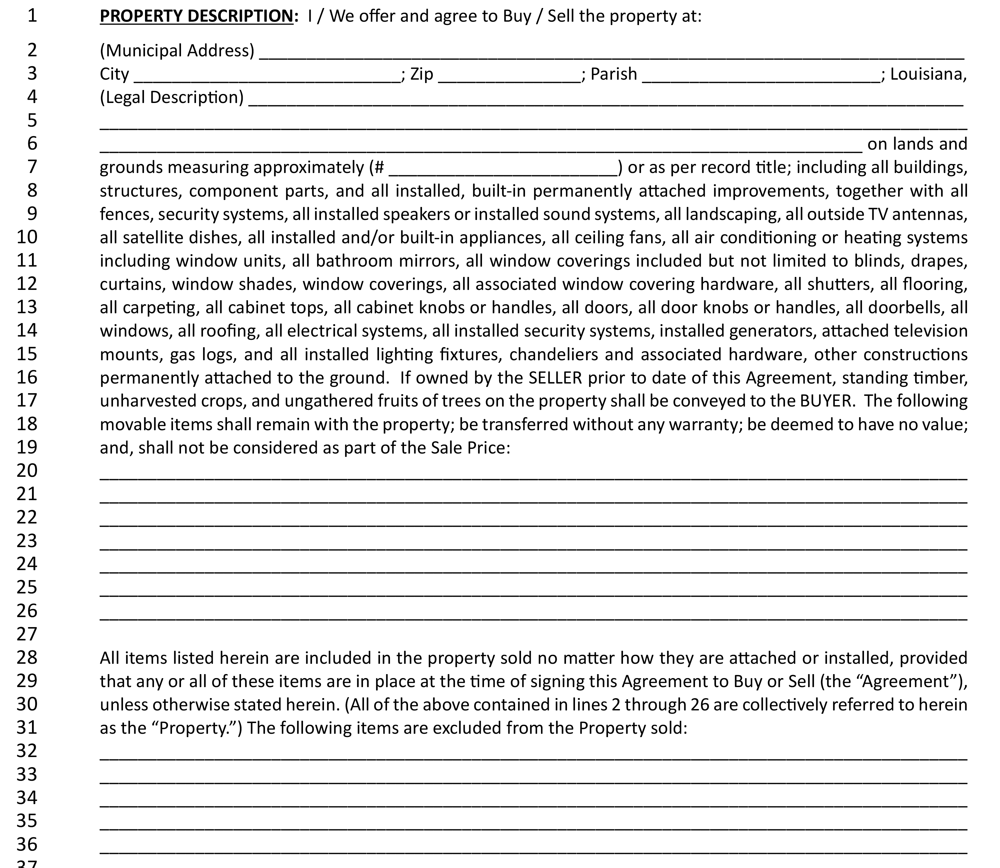 1 PROPERTY DESCRIPTION: I / We offer and agree to Buy / Sell the property at:
2 (Municipal Address) ___________________________________________________________________________
3 City ____________________________; Zip _______________; Parish _________________________; Louisiana,
4 (Legal Description) ____________________________________________________________________________
5 ____________________________________________________________________________________________
6 _________________________________________________________________________________ on lands and
7 grounds measuring approximately (# ________________________) or as per record title; including all buildings,
8 structures, component parts, and all installed, built-in permanently attached improvements, together with all
9 fences, security systems, all installed speakers or installed sound systems, all landscaping, all outside TV antennas,
10 all satellite dishes, all installed and/or built-in appliances, all ceiling fans, all air conditioning or heating systems
11 including window units, all bathroom mirrors, all window coverings included but not limited to blinds, drapes,
12 curtains, window shades, window coverings, all associated window covering hardware, all shutters, all flooring,
13 all carpeting, all cabinet tops, all cabinet knobs or handles, all doors, all door knobs or handles, all doorbells, all
14 windows, all roofing, all electrical systems, all installed security systems, installed generators, attached television
15 mounts, gas logs, and all installed lighting fixtures, chandeliers and associated hardware, other constructions
16 permanently attached to the ground. If owned by the SELLER prior to date of this Agreement, standing timber,
17 unharvested crops, and ungathered fruits of trees on the property shall be conveyed to the BUYER. The following
18 movable items shall remain with the property; be transferred without any warranty; be deemed to have no value;
19 and, shall not be considered as part of the Sale Price:
20 ____________________________________________________________________________________________
21 ____________________________________________________________________________________________
22 ____________________________________________________________________________________________
23 ____________________________________________________________________________________________
24 ____________________________________________________________________________________________
25 ____________________________________________________________________________________________
26 ____________________________________________________________________________________________
27
28 All items listed herein are included in the property sold no matter how they are attached or installed, provided
29 that any or all of these items are in place at the time of signing this Agreement to Buy or Sell (the “Agreement”),
30 unless otherwise stated herein. (All of the above contained in lines 2 through 26 are collectively referred to herein
31 as the “Property.”) The following items are excluded from the Property sold:
32 ____________________________________________________________________________________________
33 ____________________________________________________________________________________________
34 ____________________________________________________________________________________________
35 ____________________________________________________________________________________________
36 ____________________________________________________________________________________________
37